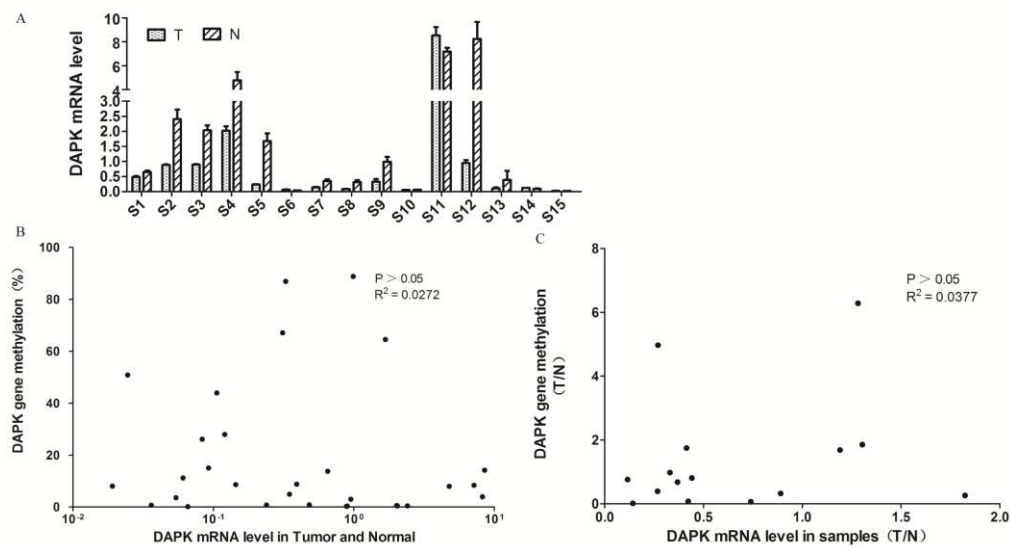 A
DAPK mRNA level
10
8
6
4
3.0
2.5
2.0
1.5
1.0
0.5
0.0
T N
S1 S2 S3 S4 S5 S6 S7 S8 S9 S10 S11 S12 S13 S14 S15
B
DAPK gene methylation (%)
100
80
60
40
20
0
P > 0.05
R² = 0.0272
10⁻² 10⁻¹ 10⁰ 10¹
DAPK mRNA level in Tumor and Normal
C
DAPK gene methylation
(T/N)
8
6
4
2
0
P > 0.05
R² = 0.0377
0.0 0.5 1.0 1.5 2.0
DAPK mRNA level in samples (T/N)